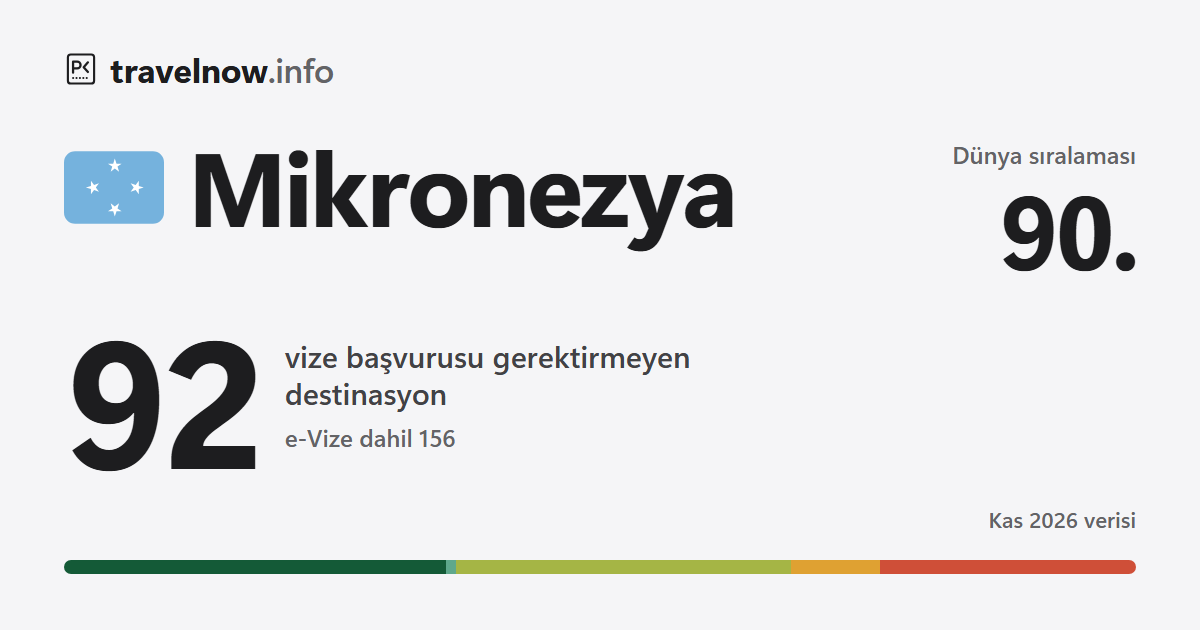 travelnow.info
Mikronezya
Dünya sıralaması
90.
92
vize başvurusu gerektirmeyen
destinasyon
e-Vize dahil 156
Kas 2026 verisi